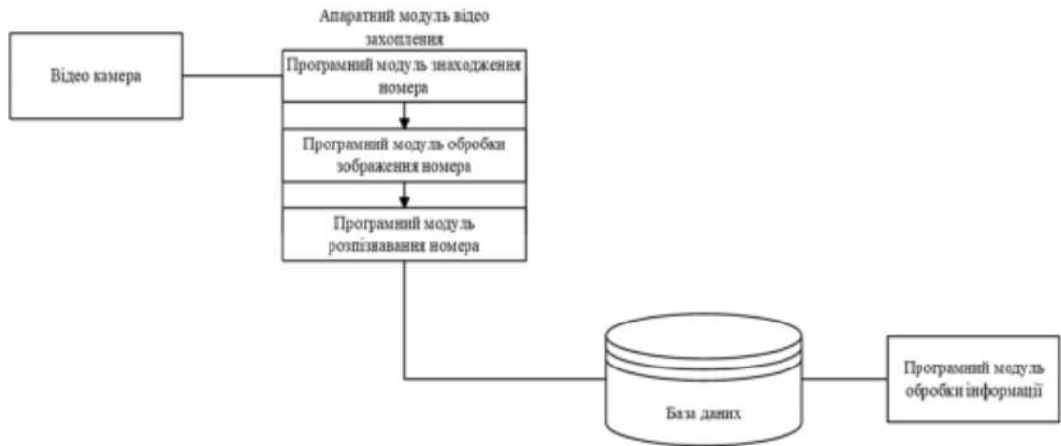 Апаратний модуль відео
захоплення
Відео камера
Програмний модуль знаходження
номера
Програмний модуль обробки
зображення номера
Програмний модуль
розпізнавання номера
База даних
Програмний модуль
обробки інформації